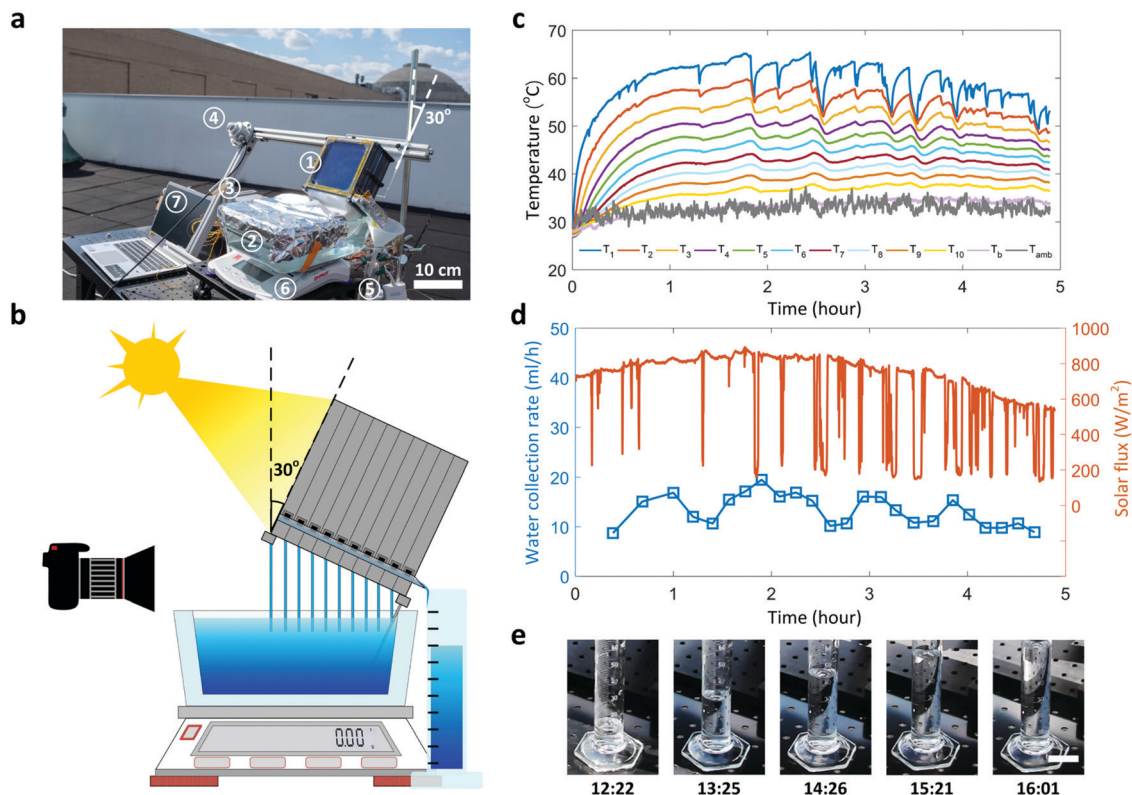 a
④
30°
①
③
⑦
②
⑥
⑤
10 cm
b
30°
0.00
c
Temperature (°C)
70
60
50
40
30
20
T1 T2 T3 T4 T5 T6 T7 T8 T9 T10 Tb Tamb
0 1 2 3 4 5
Time (hour)
d
Water collection rate (ml/h)
50
40
30
20
10
0
1000
800
600
400
200
0
Solar flux (W/m²)
0 1 2 3 4 5
Time (hour)
e
12:22 13:25 14:26 15:21 16:01